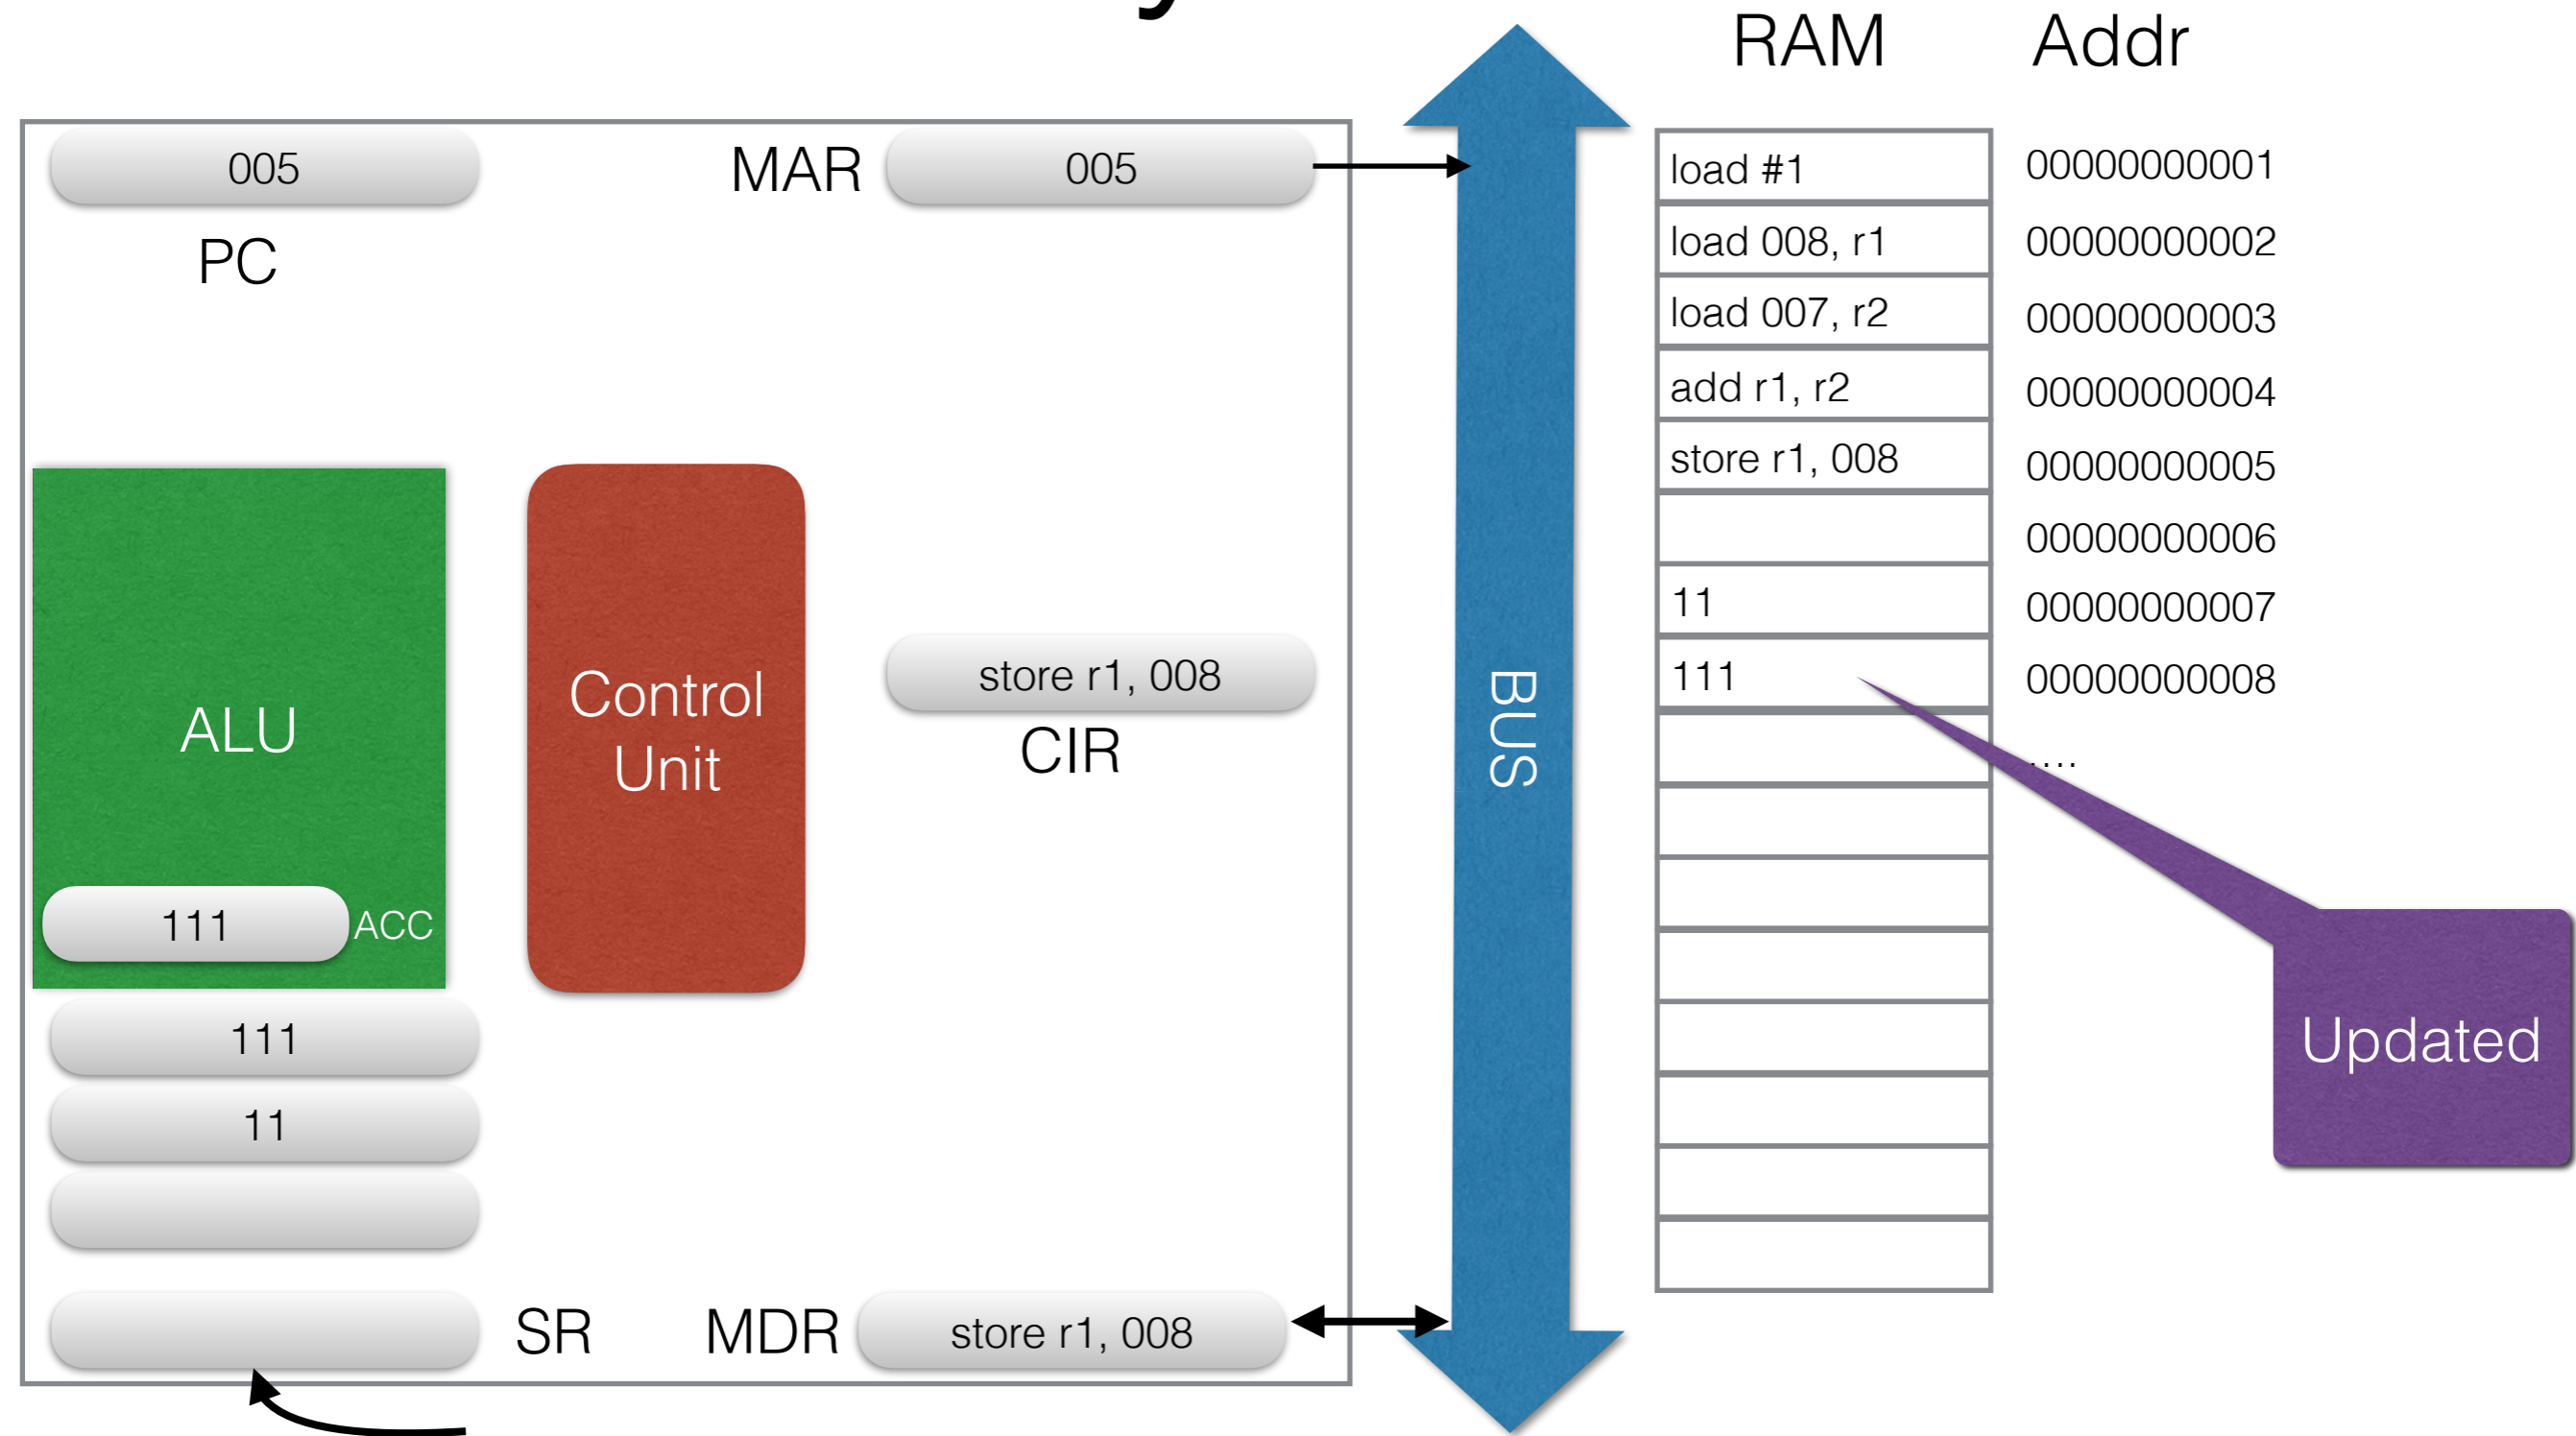 RAM Addr
005
MAR 005
PC
load #1 00000000001
load 008, r1 00000000002
load 007, r2 00000000003
add r1, r2 00000000004
store r1, 008 00000000005
00000000006
11 00000000007
111 00000000008
....
ALU
Control
Unit
store r1, 008
CIR
BUS
111 ACC
111
11
Updated
SR MDR store r1, 008